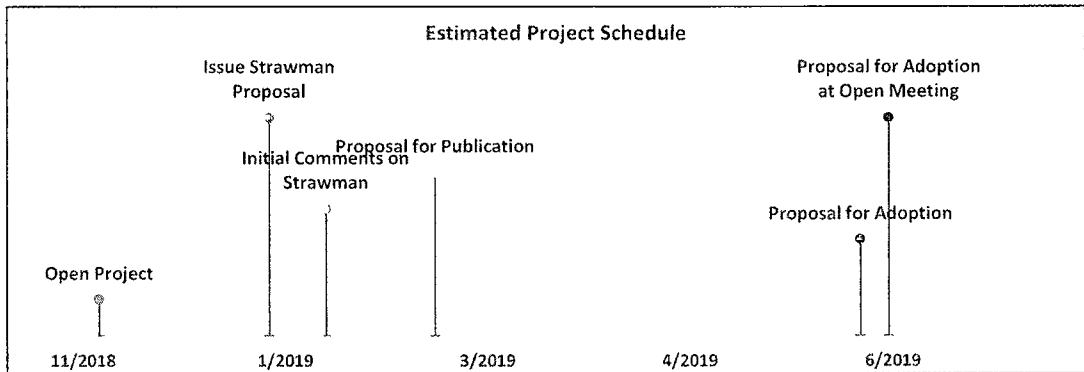 Estimated Project Schedule
Issue Strawman
Proposal
Proposal for Adoption
at Open Meeting
Proposal for Publication
Initial Comments on
Strawman
Proposal for Adoption
Open Project
11/2018 1/2019 3/2019 4/2019 6/2019